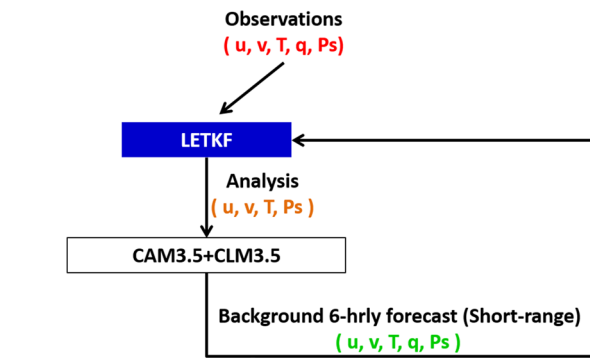 Observations
( u, v, T, q, Ps)
LETKF
Analysis
( u, v, T, Ps )
CAM3.5+CLM3.5
Background 6-hrly forecast (Short-range)
( u, v, T, q, Ps )